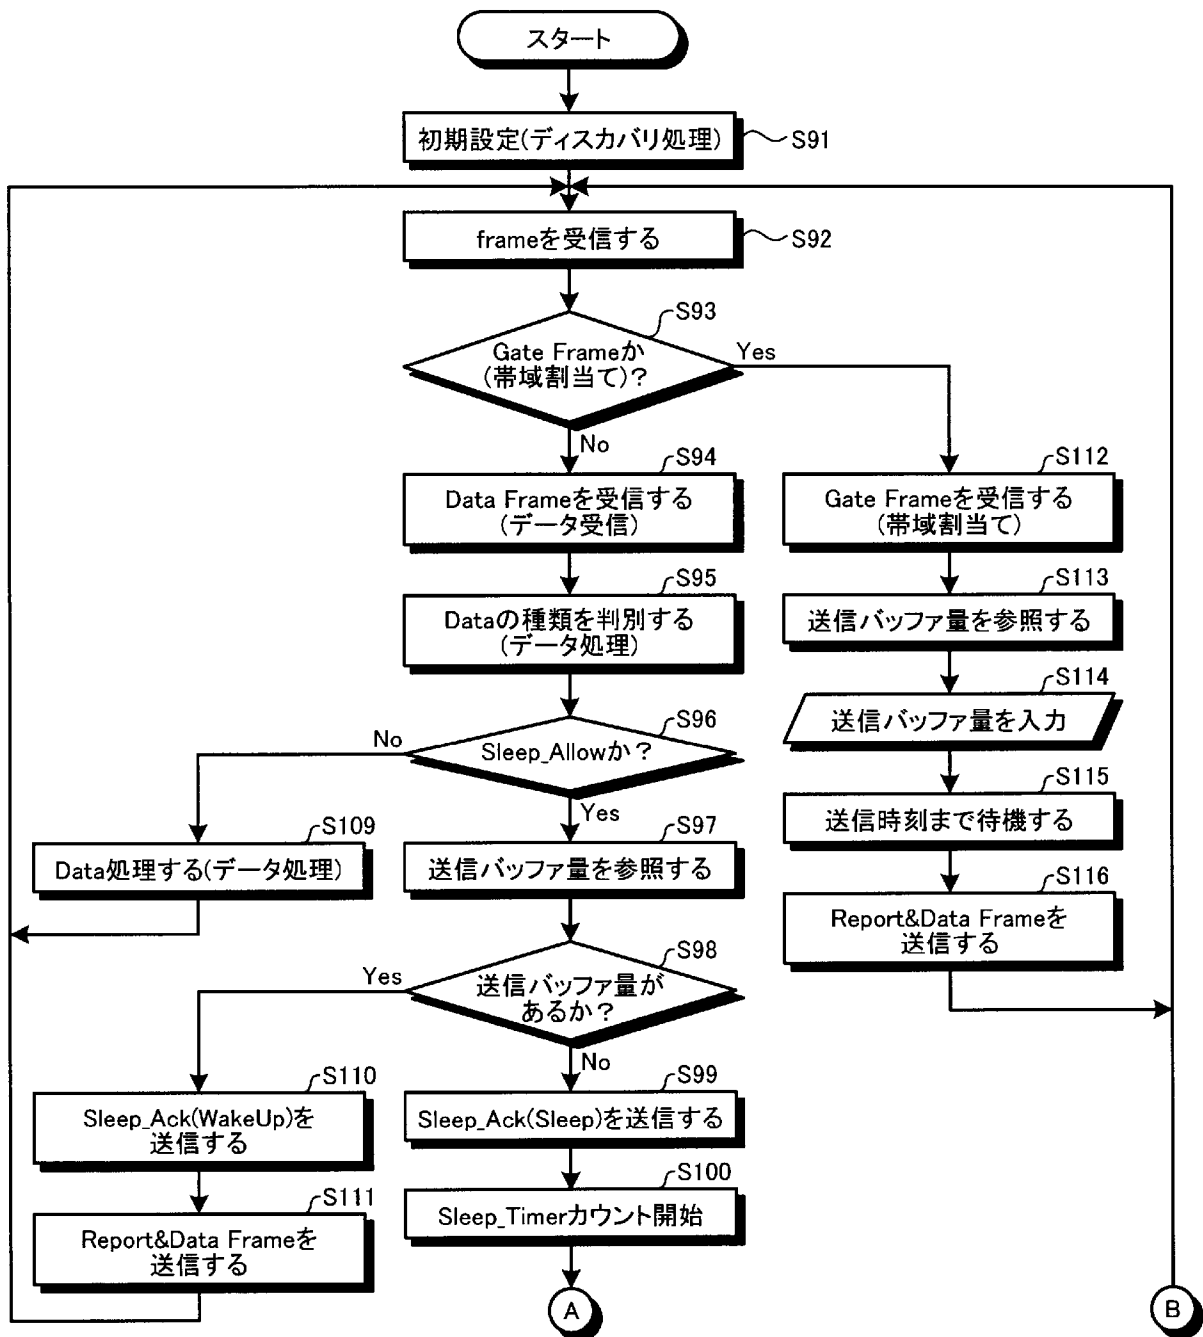 スタート
初期設定(ディスカバリ処理)
S91
frameを受信する
S92
S93
Gate Frameか
(帯域割当て)?
Yes
No
S94
Data Frameを受信する
(データ受信)
S95
Dataの種類を判別する
(データ処理)
S96
Sleep_Allowか?
No
Yes
S109
Data処理する(データ処理)
S97
送信バッファ量を参照する
S98
送信バッファ量が
あるか?
Yes
No
S110
Sleep_Ack(WakeUp)を
送信する
S111
Report&Data Frameを
送信する
S99
Sleep_Ack(Sleep)を送信する
S100
Sleep_Timerカウント開始
A
S112
Gate Frameを受信する
(帯域割当て)
S113
送信バッファ量を参照する
S114
送信バッファ量を入力
S115
送信時刻まで待機する
S116
Report&Data Frameを
送信する
B